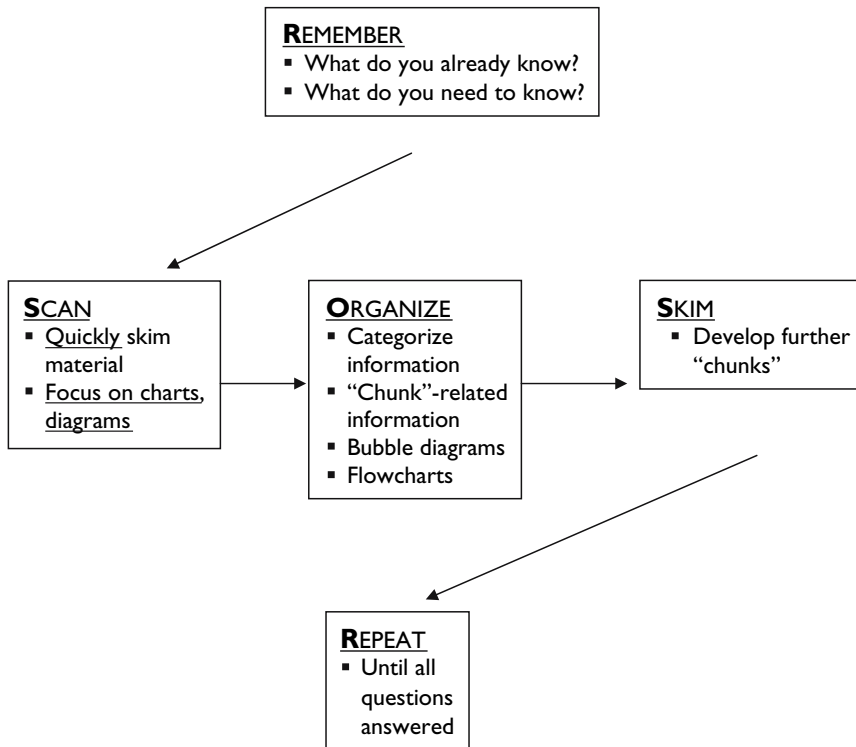 REMEMBER
▪ What do you already know?
▪ What do you need to know?
SCAN
▪ Quickly skim
material
▪ Focus on charts,
diagrams
ORGANIZE
▪ Categorize
information
▪ “Chunk”-related
information
▪ Bubble diagrams
▪ Flowcharts
SKIM
▪ Develop further
“chunks”
REPEAT
▪ Until all
questions
answered